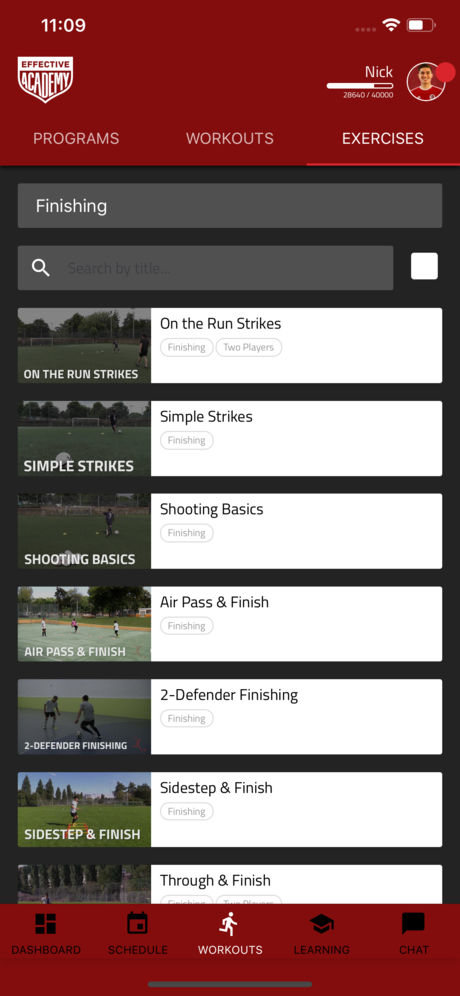 11:09
EFFECTIVE
ACADEMY
Nick
28640 / 40000
PROGRAMS
WORKOUTS
EXERCISES
Finishing
Search by title...
ON THE RUN STRIKES
On the Run Strikes
Finishing
Two Players
SIMPLE STRIKES
Simple Strikes
Finishing
SHOOTING BASICS
Shooting Basics
Finishing
AIR PASS & FINISH
Air Pass & Finish
Finishing
2-DEFENDER FINISHING
2-Defender Finishing
Finishing
SIDESTEP & FINISH
Sidestep & Finish
Finishing
Through & Finish
Finishing
Two Players
DASHBOARD
SCHEDULE
WORKOUTS
LEARNING
CHAT